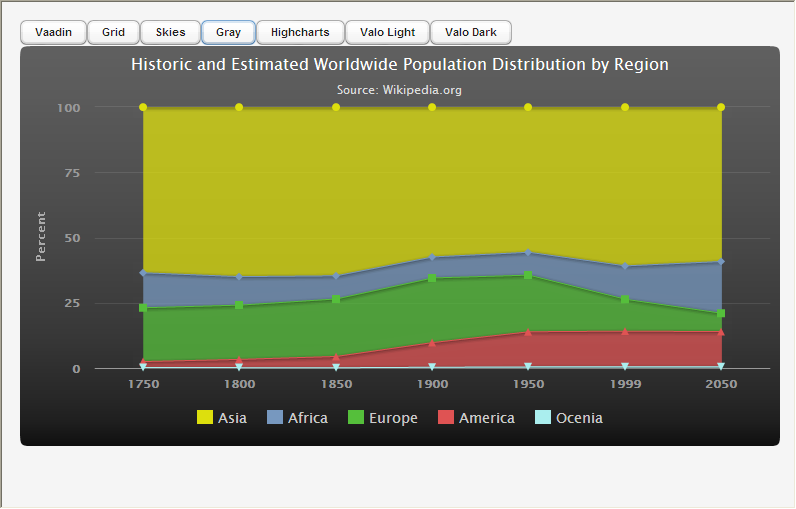 Vaadin Grid Skies Gray Highcharts Valo Light Valo Dark
Historic and Estimated Worldwide Population Distribution by Region
Source: Wikipedia.org
100
75
50
25
0
Percent
1750 1800 1850 1900 1950 1999 2050
Asia Africa Europe America Ocenia